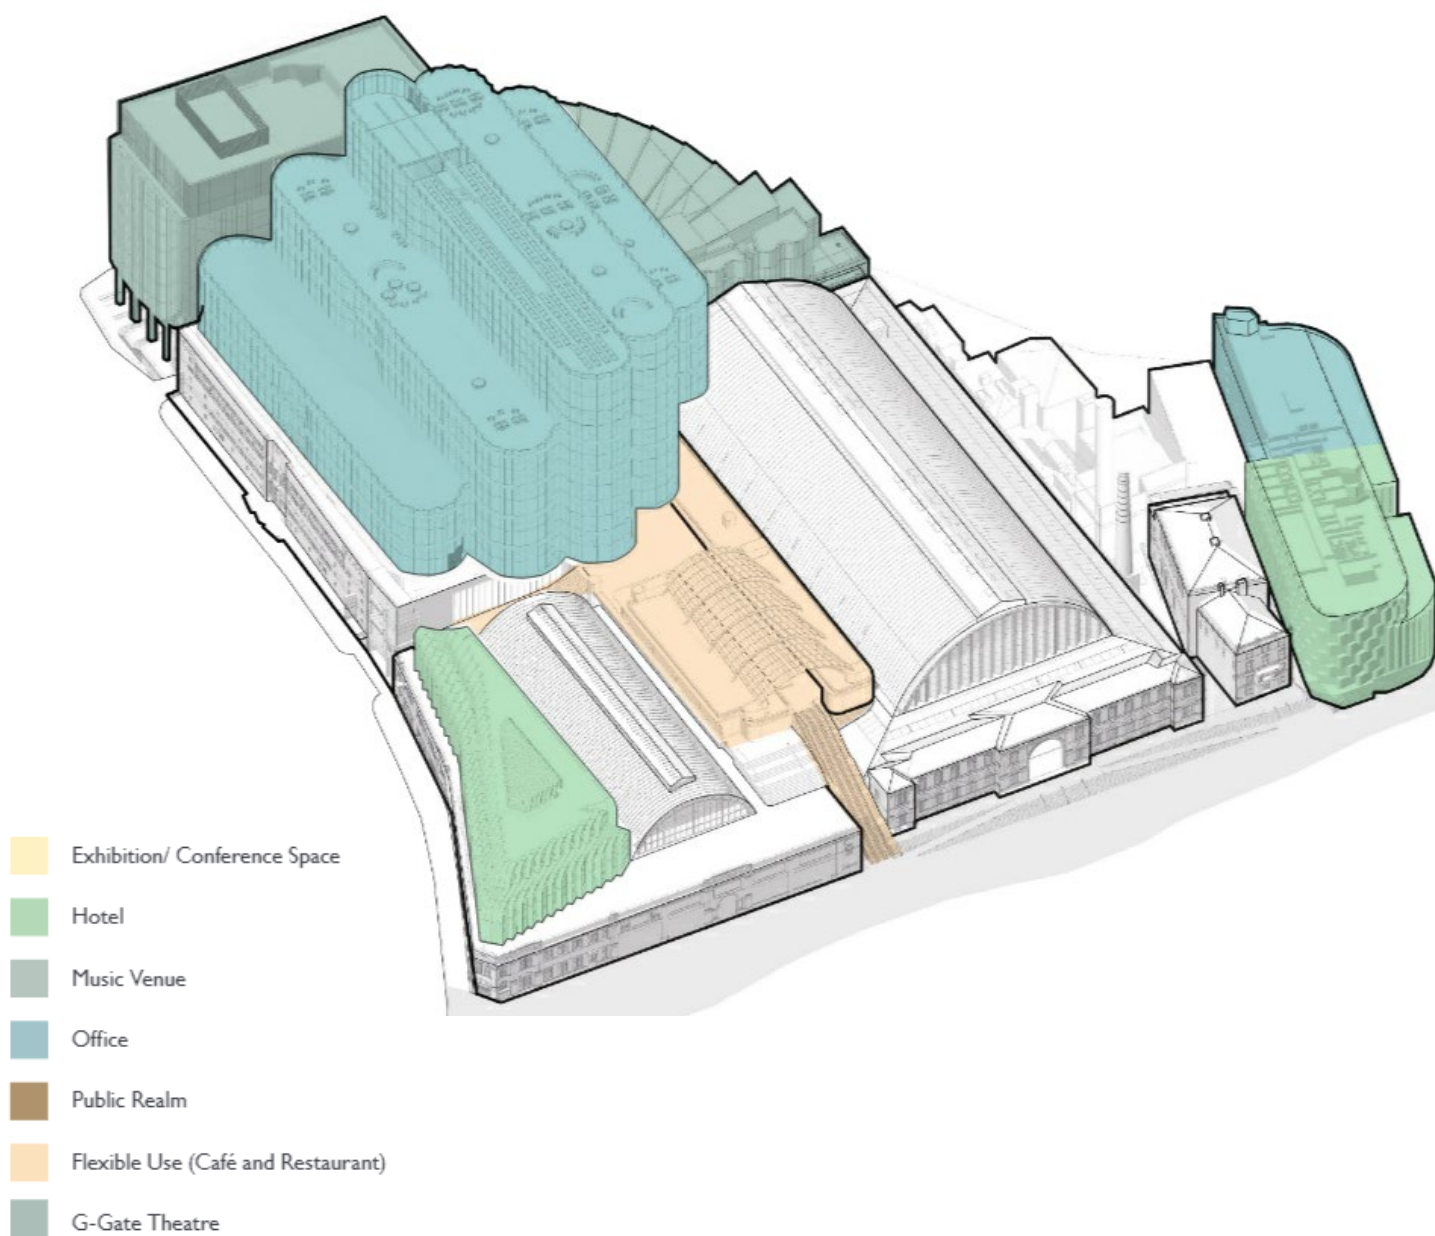 Exhibition/ Conference Space
Hotel
Music Venue
Office
Public Realm
Flexible Use (Café and Restaurant)
G-Gate Theatre